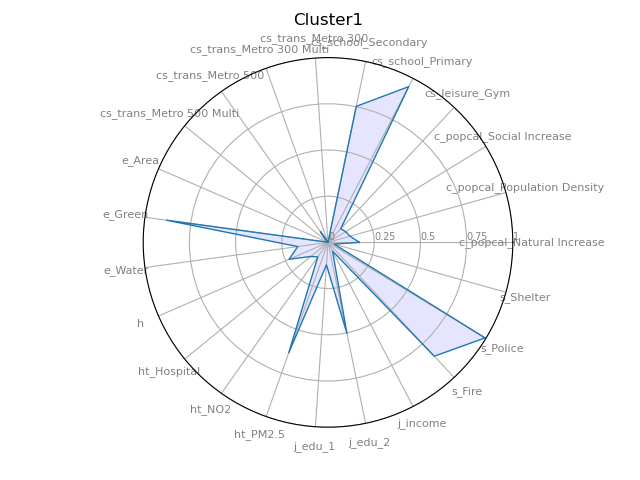 Cluster1
cs_trans_Metro 300
cs_school_Secondary
cs_trans_Metro 300 Multi
cs_school_Primary
cs_trans_Metro 500
cs_leisure_Gym
cs_trans_Metro 500 Multi
c_popcal_Social Increase
e_Area
c_popcal_Population Density
e_Green
0 0.25 0.5 0.75 1
c_popcal_Natural Increase
e_Water
s_Shelter
h
s_Police
ht_Hospital
s_Fire
ht_NO2
j_income
ht_PM2.5
j_edu_2
j_edu_1